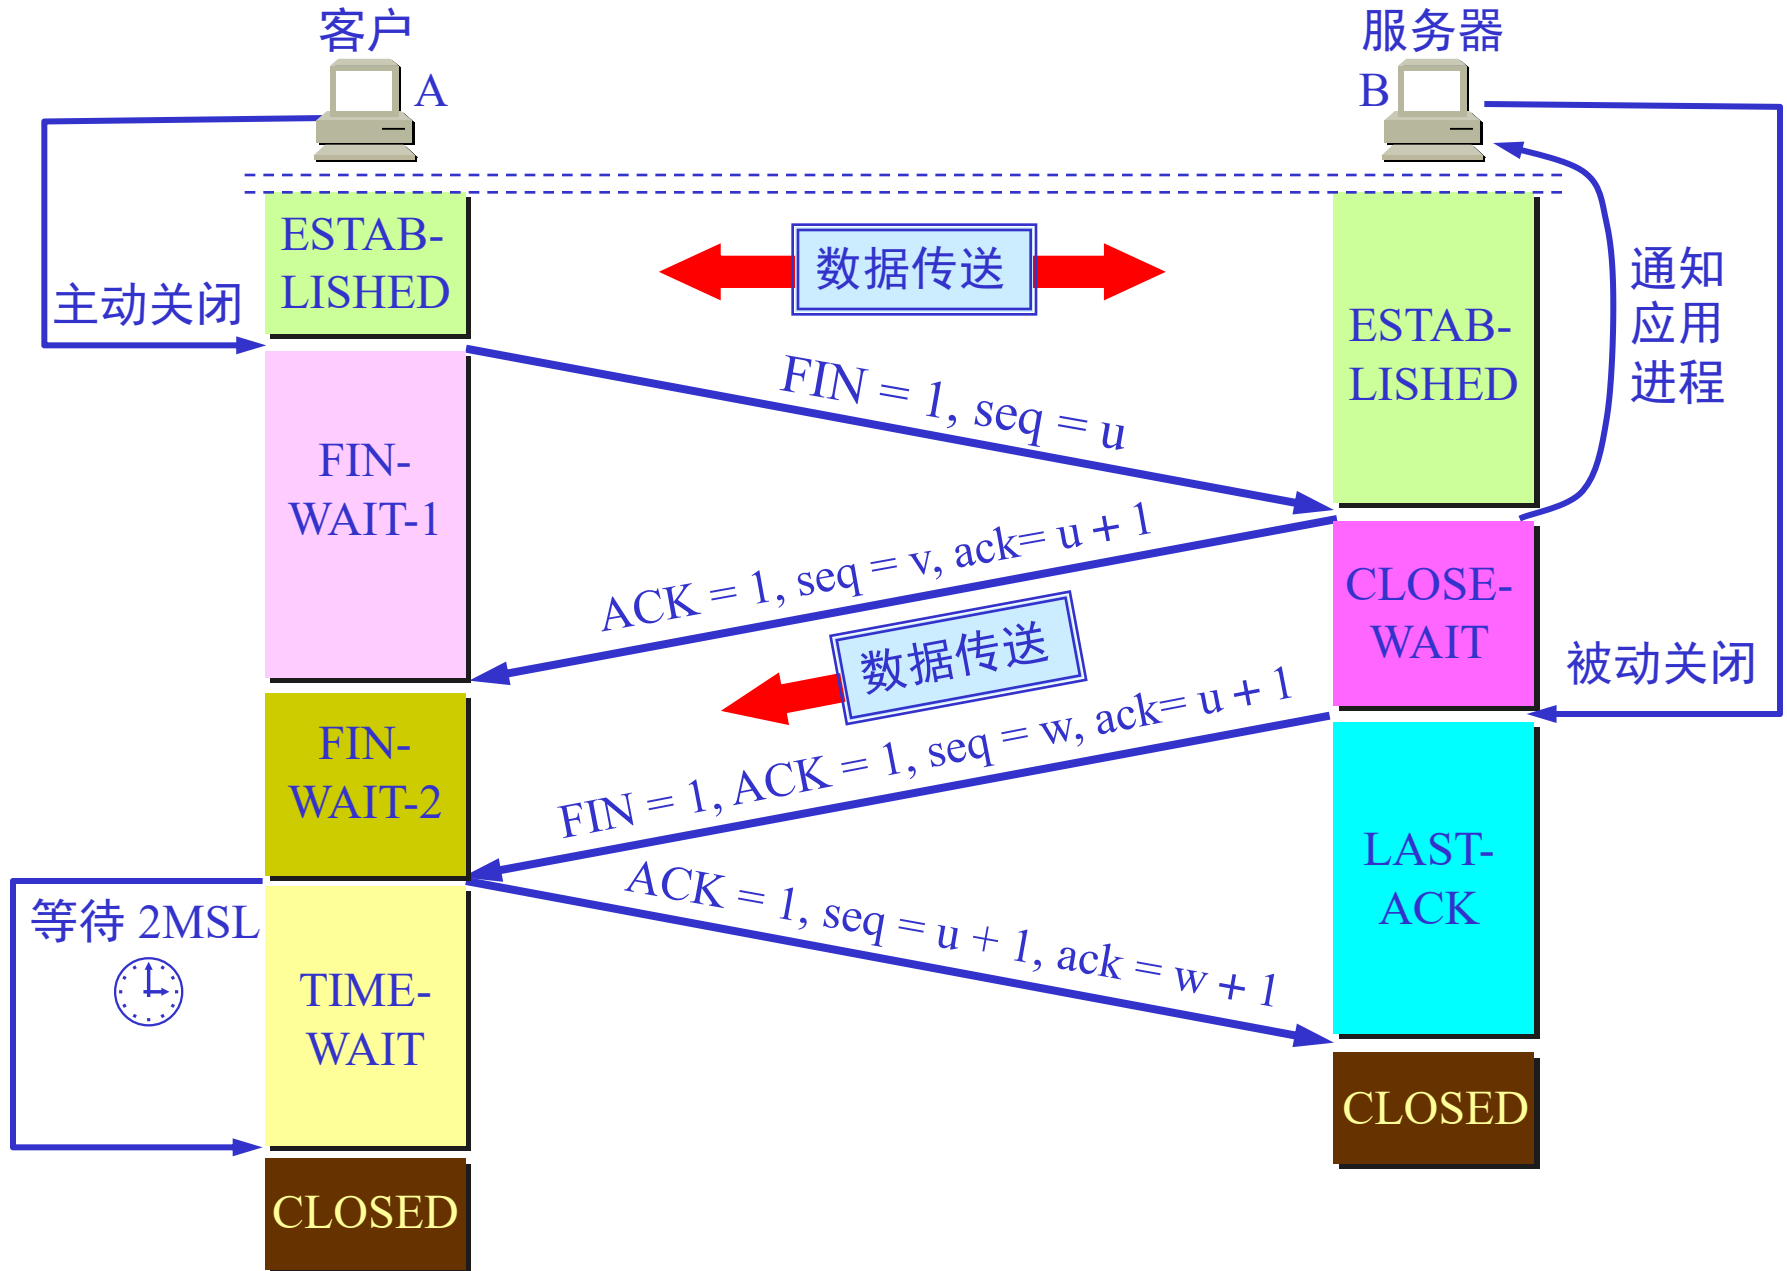 客户
A
服务器
B
ESTAB-
LISHED
数据传送
ESTAB-
LISHED
通知
应用
进程
主动关闭
FIN = 1, seq = u
FIN-
WAIT-1
ACK = 1, seq = v, ack= u + 1
CLOSE-
WAIT
数据传送
被动关闭
FIN-
WAIT-2
FIN = 1, ACK = 1, seq = w, ack= u + 1
LAST-
ACK
等待 2MSL
ACK = 1, seq = u + 1, ack = w + 1
TIME-
WAIT
CLOSED
CLOSED